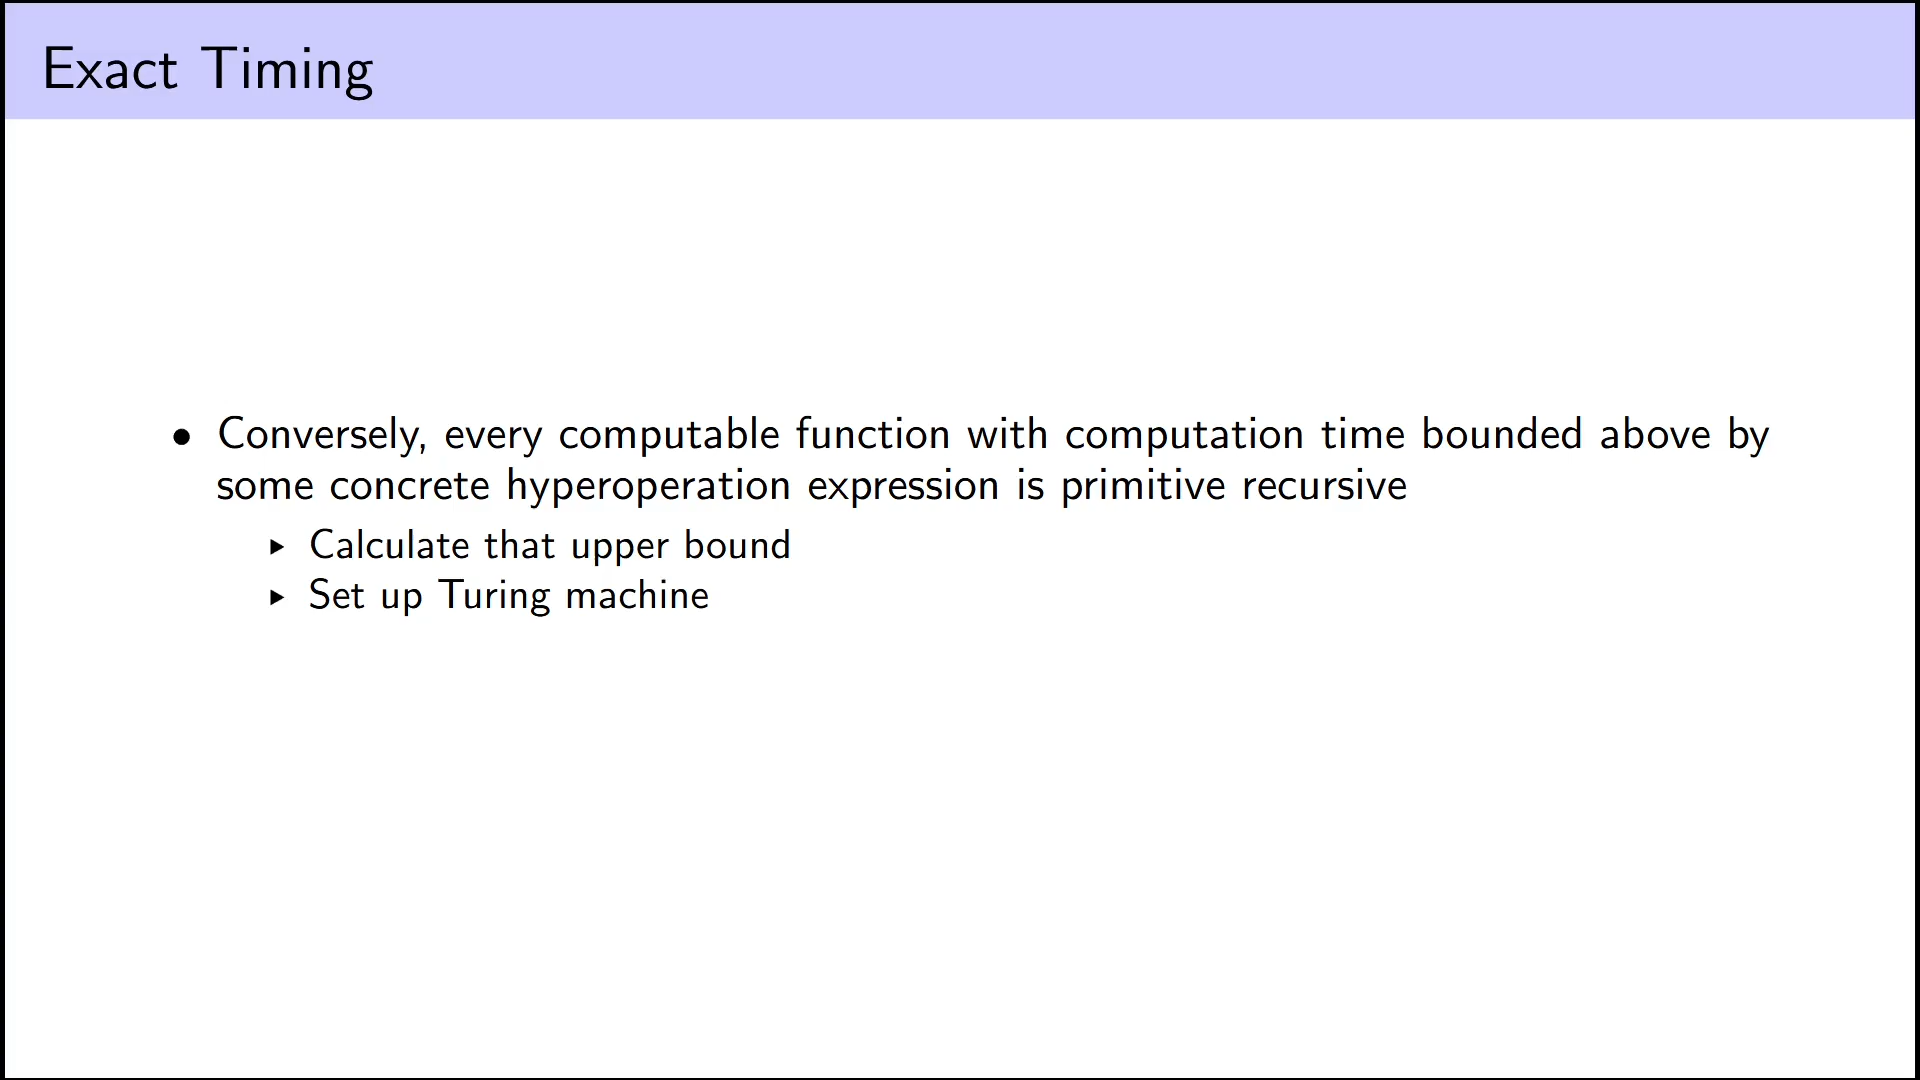 Exact Timing
• Conversely, every computable function with computation time bounded above by
some concrete hyperoperation expression is primitive recursive
▸ Calculate that upper bound
▸ Set up Turing machine